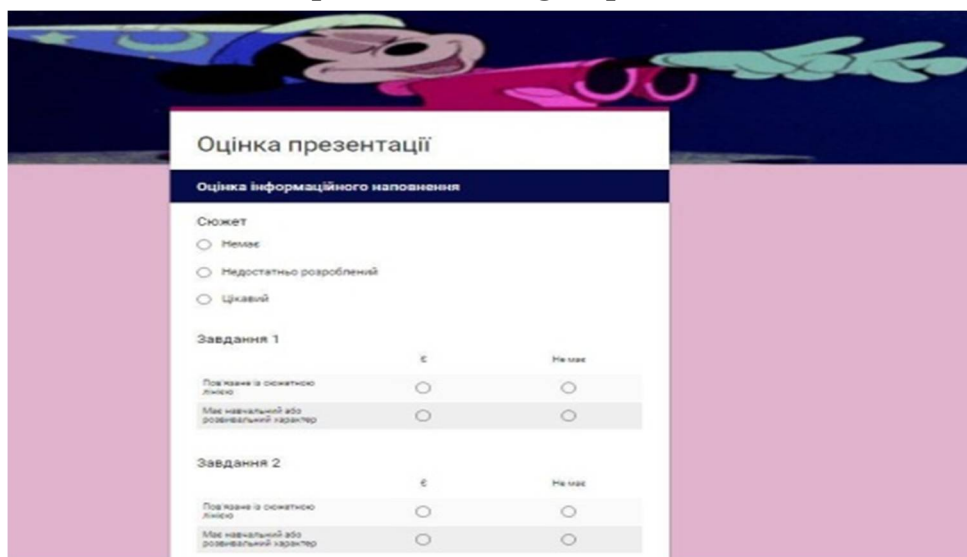 Оцінка презентації
Оцінка інформаційного наповнення
Сюжет
Немає
Недостатньо розроблений
Цікавий
Завдання 1
Є Не має
Пов'язане із сюжетною
лінією
Має навчальний або
розвивальний характер
Завдання 2
Є Не має
Пов'язане із сюжетною
лінією
Має навчальний або
розвивальний характер